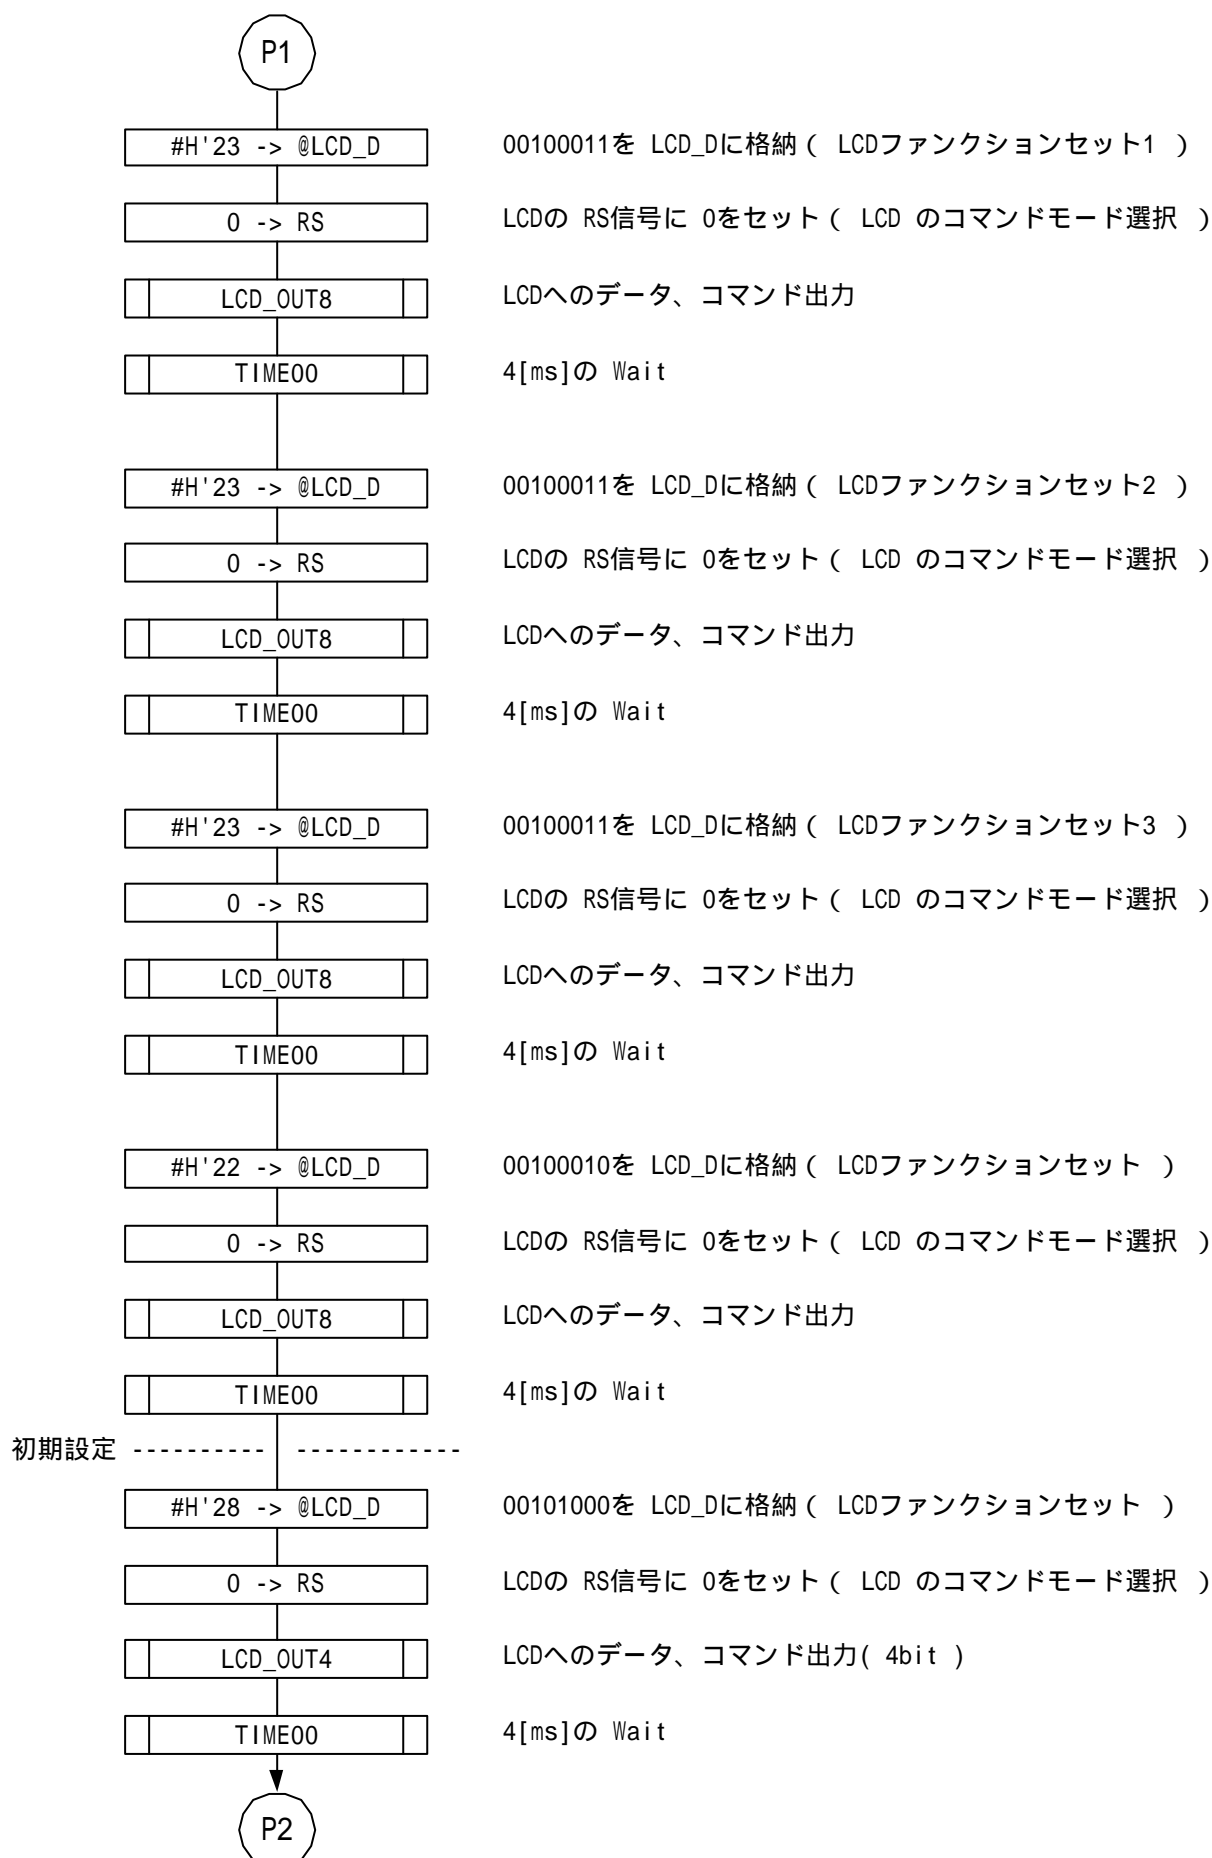 P1
#H'23 -> @LCD_D 00100011を LCD_Dに格納( LCDファンクションセット1 )
0 -> RS LCDの RS信号に 0をセット( LCD のコマンドモード選択 )
LCD_OUT8 LCDへのデータ、コマンド出力
TIME00 4[ms]の Wait
#H'23 -> @LCD_D 00100011を LCD_Dに格納( LCDファンクションセット2 )
0 -> RS LCDの RS信号に 0をセット( LCD のコマンドモード選択 )
LCD_OUT8 LCDへのデータ、コマンド出力
TIME00 4[ms]の Wait
#H'23 -> @LCD_D 00100011を LCD_Dに格納( LCDファンクションセット3 )
0 -> RS LCDの RS信号に 0をセット( LCD のコマンドモード選択 )
LCD_OUT8 LCDへのデータ、コマンド出力
TIME00 4[ms]の Wait
#H'22 -> @LCD_D 00100010を LCD_Dに格納( LCDファンクションセット )
0 -> RS LCDの RS信号に 0をセット( LCD のコマンドモード選択 )
LCD_OUT8 LCDへのデータ、コマンド出力
TIME00 4[ms]の Wait
初期設定 ---------- ------------
#H'28 -> @LCD_D 00101000を LCD_Dに格納( LCDファンクションセット )
0 -> RS LCDの RS信号に 0をセット( LCD のコマンドモード選択 )
LCD_OUT4 LCDへのデータ、コマンド出力( 4bit )
TIME00 4[ms]の Wait
P2